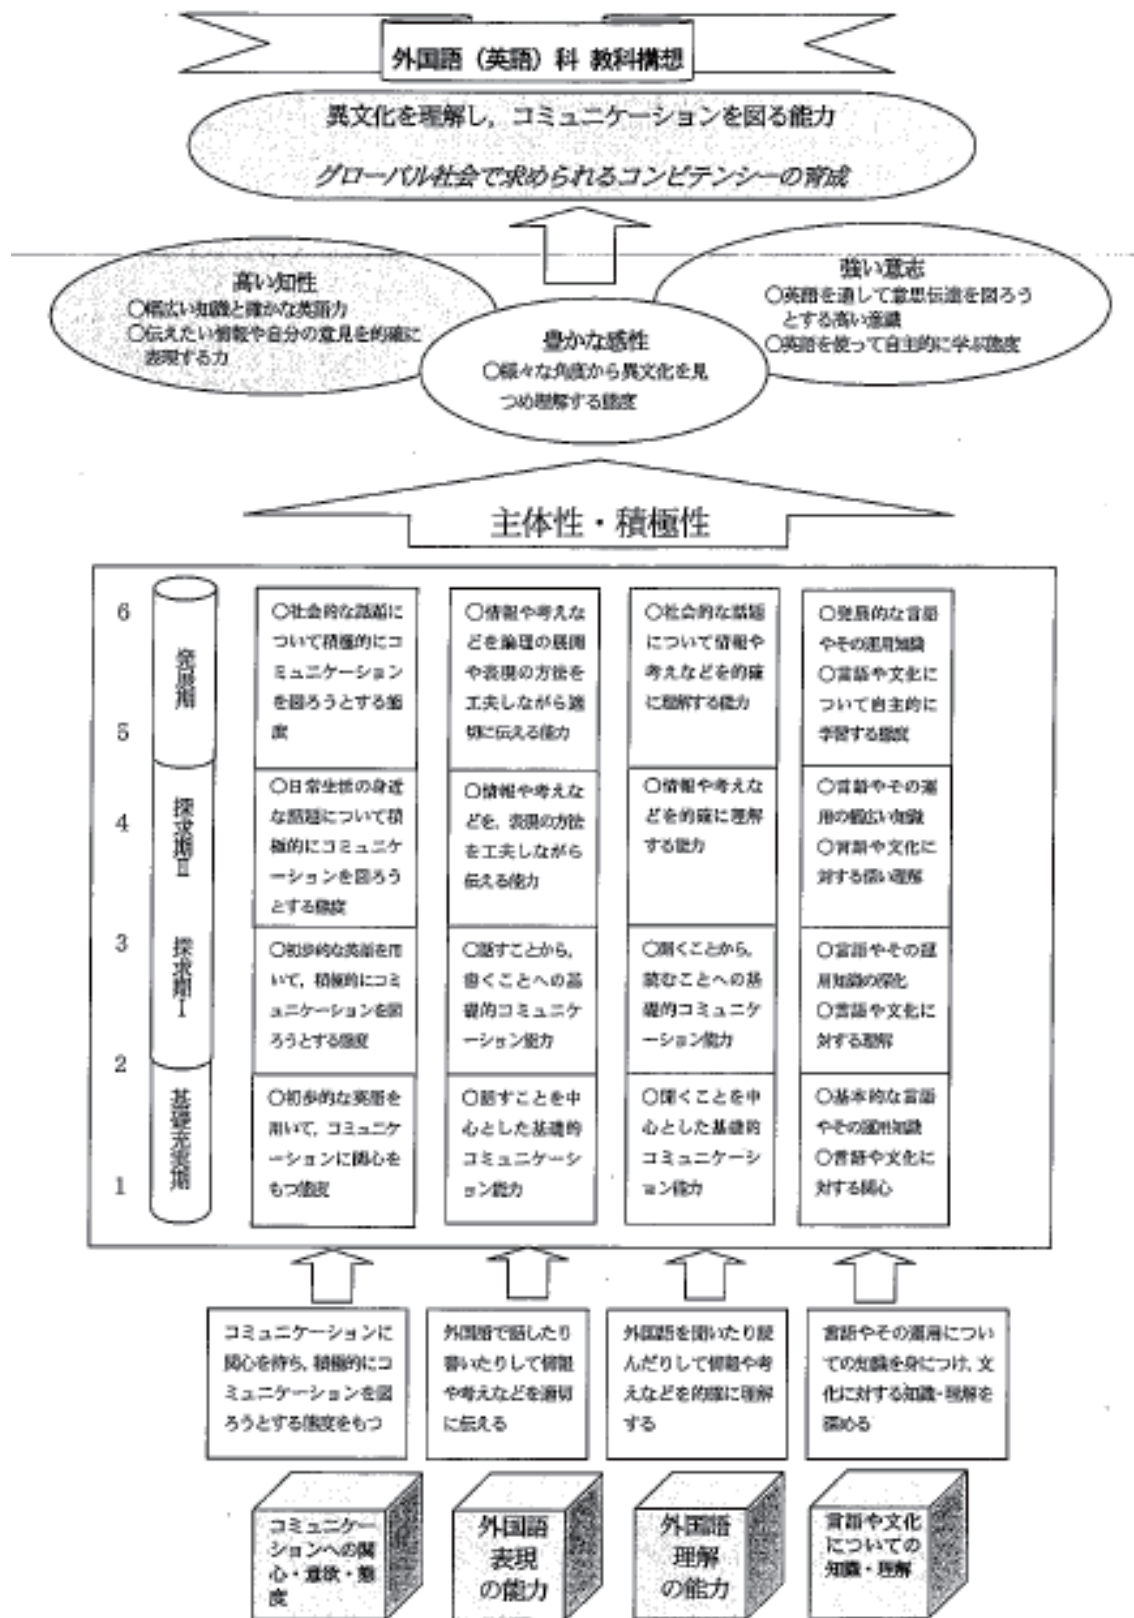 外国語（英語）科 教科構想
異文化を理解し，コミュニケーションを図る能力
グローバル社会で求められるコンピテンシーの育成
高い知性
○幅広い知識と確かな英語力
○伝えたい情報や自分の意見を的確に
表現する力
豊かな感性
○様々な角度から異文化を見
つめ理解する態度
強い意志
○英語を通して意思伝達を図ろう
とする高い意識
○英語を使って自主的に学ぶ態度
主体性・積極性
6
発展期
5
○社会的な話題に
ついて積極的にコ
ミュニケーション
を図ろうとする態
度
○情報や考えな
どを論理の展開
や表現の方法を
工夫しながら適
切に伝える能力
○社会的な話題
について情報や
考えなどを的確
に理解する能力
○発展的な言語
やその運用知識
○言語や文化に
ついて自主的に
学習する態度
4
探求期Ⅱ
○日常生活の身近
な話題について積
極的にコミュニケ
ーションを図ろう
とする態度
○情報や考えな
どを，表現の方法
を工夫しながら
伝える能力
○情報や考えな
どを的確に理解
する能力
○言語やその運
用の幅広い知識
○言語や文化に
対する深い理解
3
探求期Ⅰ
2
○初歩的な英語を用
いて，積極的にコミ
ュニケーションを図
ろうとする態度
○話すことから，
書くことへの基
礎的コミュニケ
ーション能力
○聞くことから，
読むことへの基
礎的コミュニケ
ーション能力
○言語やその運
用知識の深化
○言語や文化に
対する理解
基礎充実期
1
○初歩的な英語を
用いて，コミュニケ
ーションに関心を
もつ態度
○話すことを中
心とした基礎的
コミュニケーシ
ョン能力
○聞くことを中
心とした基礎的
コミュニケーシ
ョン能力
○基本的な言語
やその運用知識
○言語や文化に
対する関心
コミュニケーションに
関心を持ち，積極的にコ
ミュニケーションを図
ろうとする態度をもつ
外国語で話したり
書いたりして情報
や考えなどを適切
に伝える
外国語を聞いたり読
んだりして情報や考
えなどを的確に理解
する
言語やその運用につい
ての知識を身につけ，文
化に対する知識・理解を
深める
コミュニケー
ションへの関
心・意欲・態
度
外国語
表現
の能力
外国語
理解
の能力
言語や文化
についての
知識・理解